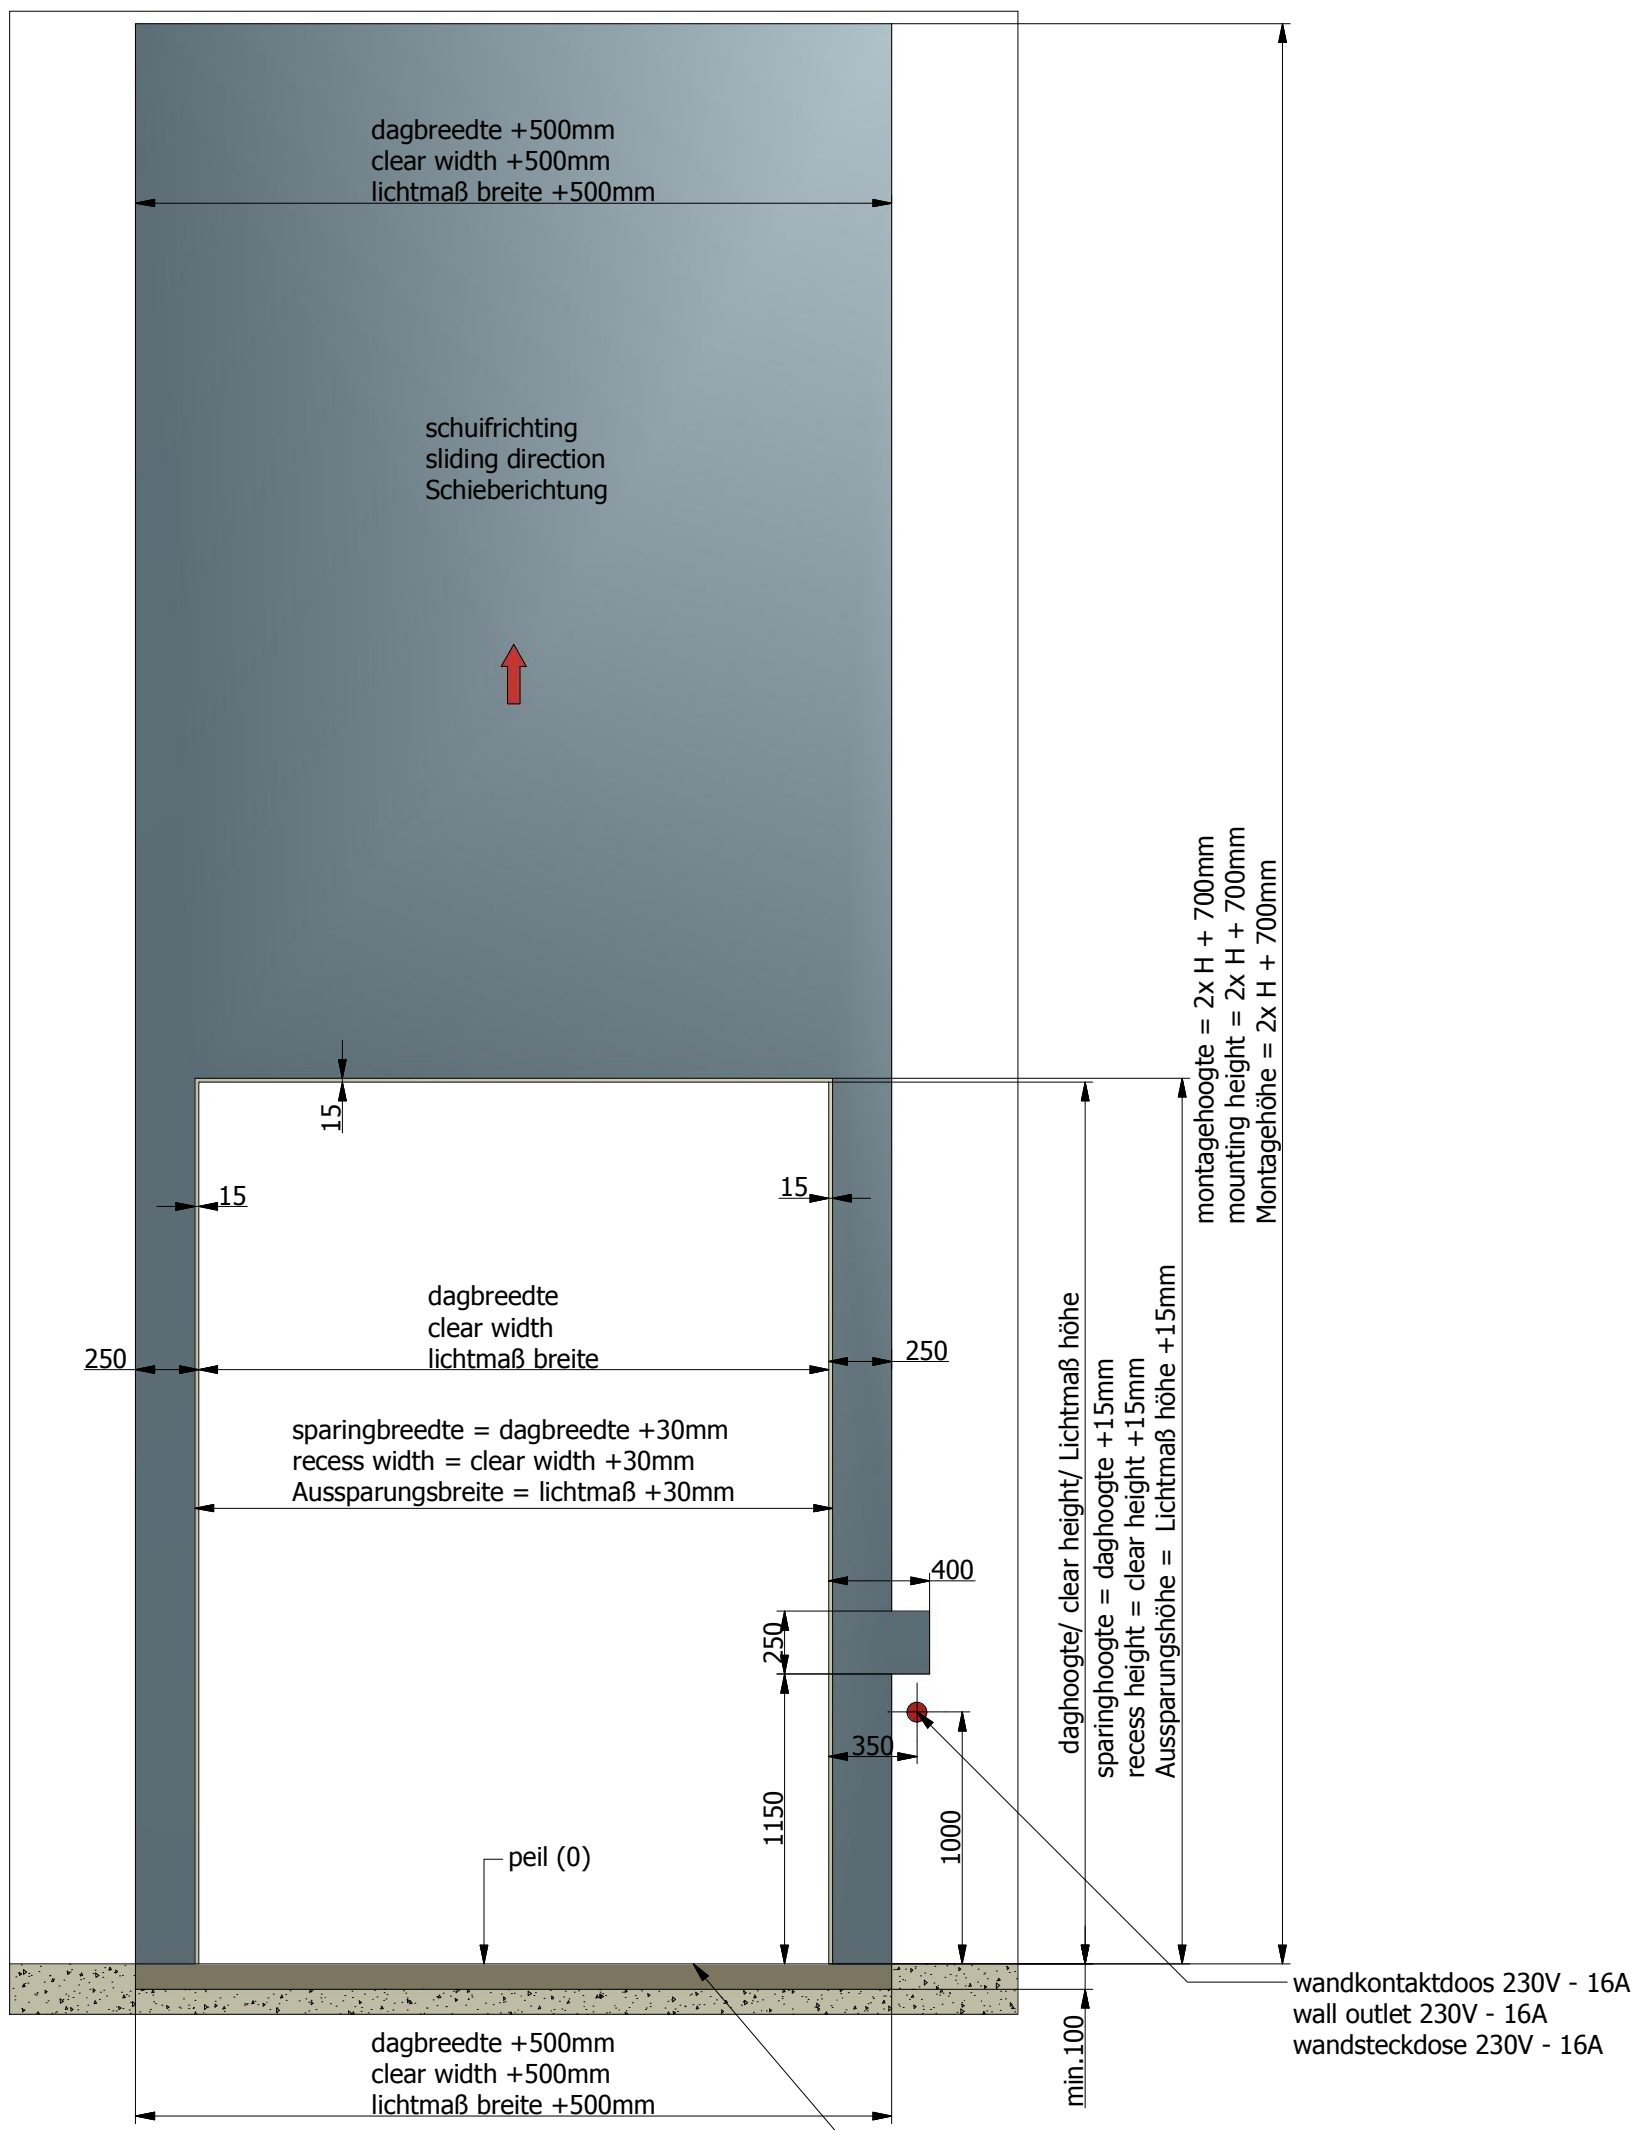 dagbreedte +500mm
clear width +500mm
lichtmaß breite +500mm
schuifrichting
sliding direction
Schieberichtung
montagehoogte = 2x H + 700mm
mounting height = 2x H + 700mm
Montagehöhe = 2x H + 700mm
15
15
15
dagbreedte
clear width
lichtmaß breite
250
250
sparingbreedte = dagbreedte +30mm
recess width = clear width +30mm
Aussparungsbreite = lichtmaß +30mm
daghoogte/ clear height/ Lichtmaß höhe
sparinghoogte = daghoogte +15mm
recess height = clear height +15mm
Aussparungshöhe = Lichtmaß höhe +15mm
400
250
350
1150
1000
peil (0)
wandkontaktdoos 230V - 16A
wall outlet 230V - 16A
wandsteckdose 230V - 16A
min.100
dagbreedte +500mm
clear width +500mm
lichtmaß breite +500mm